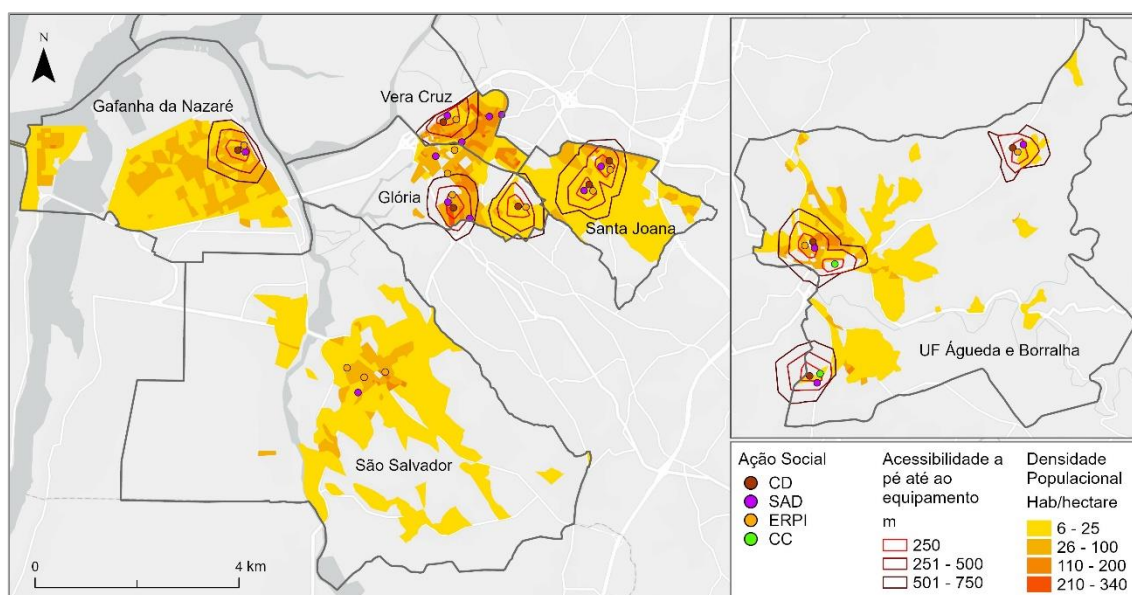 N
Gafanha da Nazaré
Vera Cruz
Glória
Santa Joana
São Salvador
0
4 km
UF Águeda e Borralha
Ação Social
CD
SAD
ERPI
CC
Acessibilidade a
pé até ao
equipamento
m
250
251 - 500
501 - 750
Densidade
Populacional
Hab/hectare
6 - 25
26 - 100
110 - 200
210 - 340